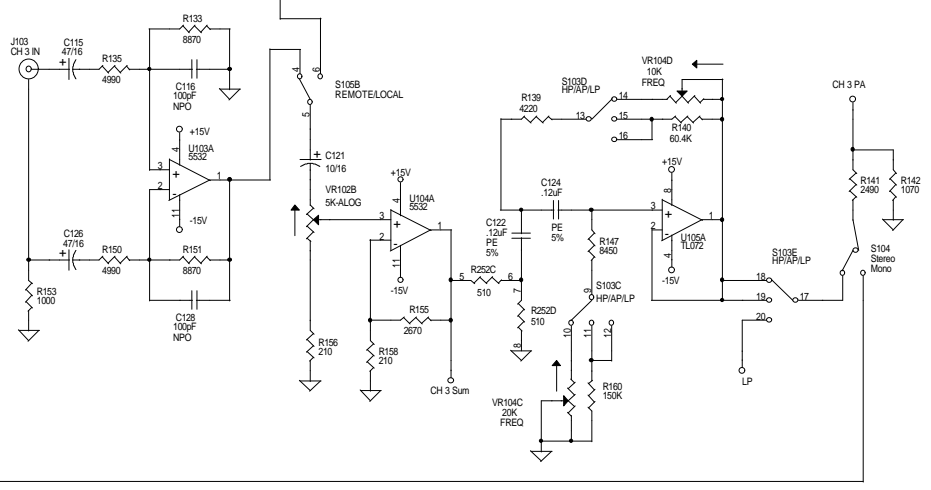 J103
CH 3 IN
C115
47/16
+
R135
4990
R133
8870
C116
100pF
NPO
+15V
4
U103A
5532
3
+
2
-
1
11
-15V
C126
47/16
+
R150
4990
R151
8870
C128
100pF
NPO
R153
1000
4
6
5
S105B
REMOTE/LOCAL
+
C121
10/16
VR102B
5K-ALOG
R156
210
+15V
U104A
5532
4
3
+
2
-
1
11
-15V
R155
2670
R158
210
CH 3 Sum
5
R252C
510
6
7
R252D
510
8
C122
.12uF
PE
5%
C124
.12uF
PE
5%
R139
4220
S103D
HP/AP/LP
13
14
15
16
VR104D
10K
FREQ
R140
60.4K
R147
8450
9
S103C
HP/AP/LP
10
11
12
VR104C
20K
FREQ
R160
150K
+15V
8
3
+
2
-
1
U105A
TL072
4
-15V
S103E
HP/AP/LP
18
19
20
17
LP
CH 3 PA
R141
2490
R142
1070
S104
Stereo
Mono